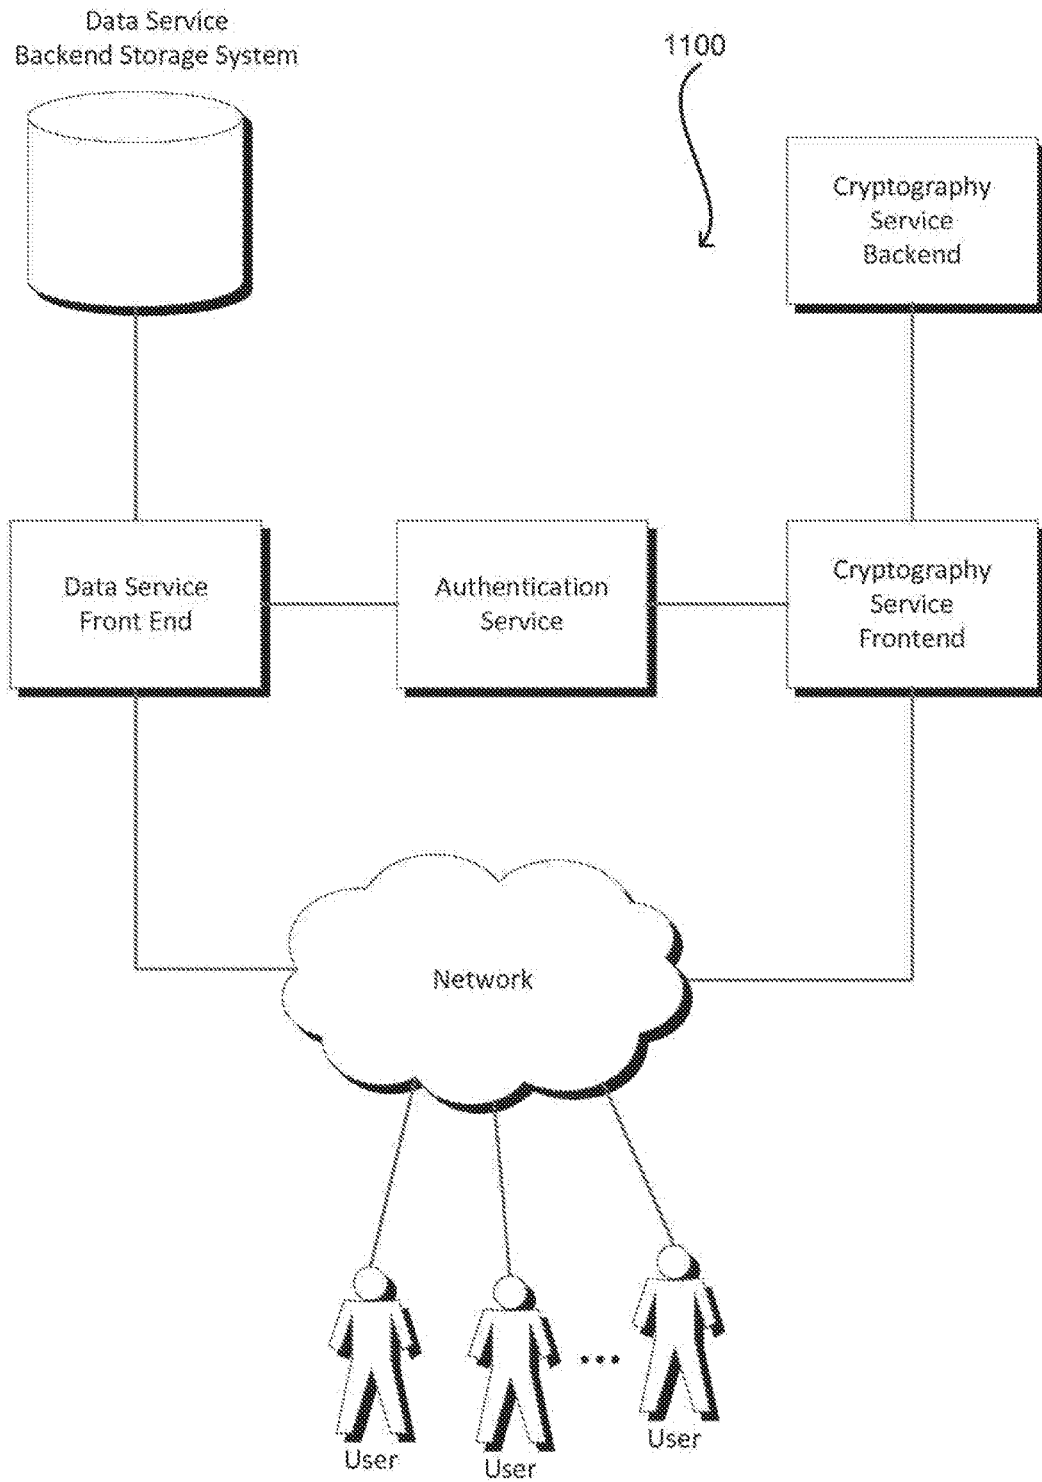 Data Service
Backend Storage System
1100
Cryptography
Service
Backend
Data Service
Front End
Authentication
Service
Cryptography
Service
Frontend
Network
...
User
User
User